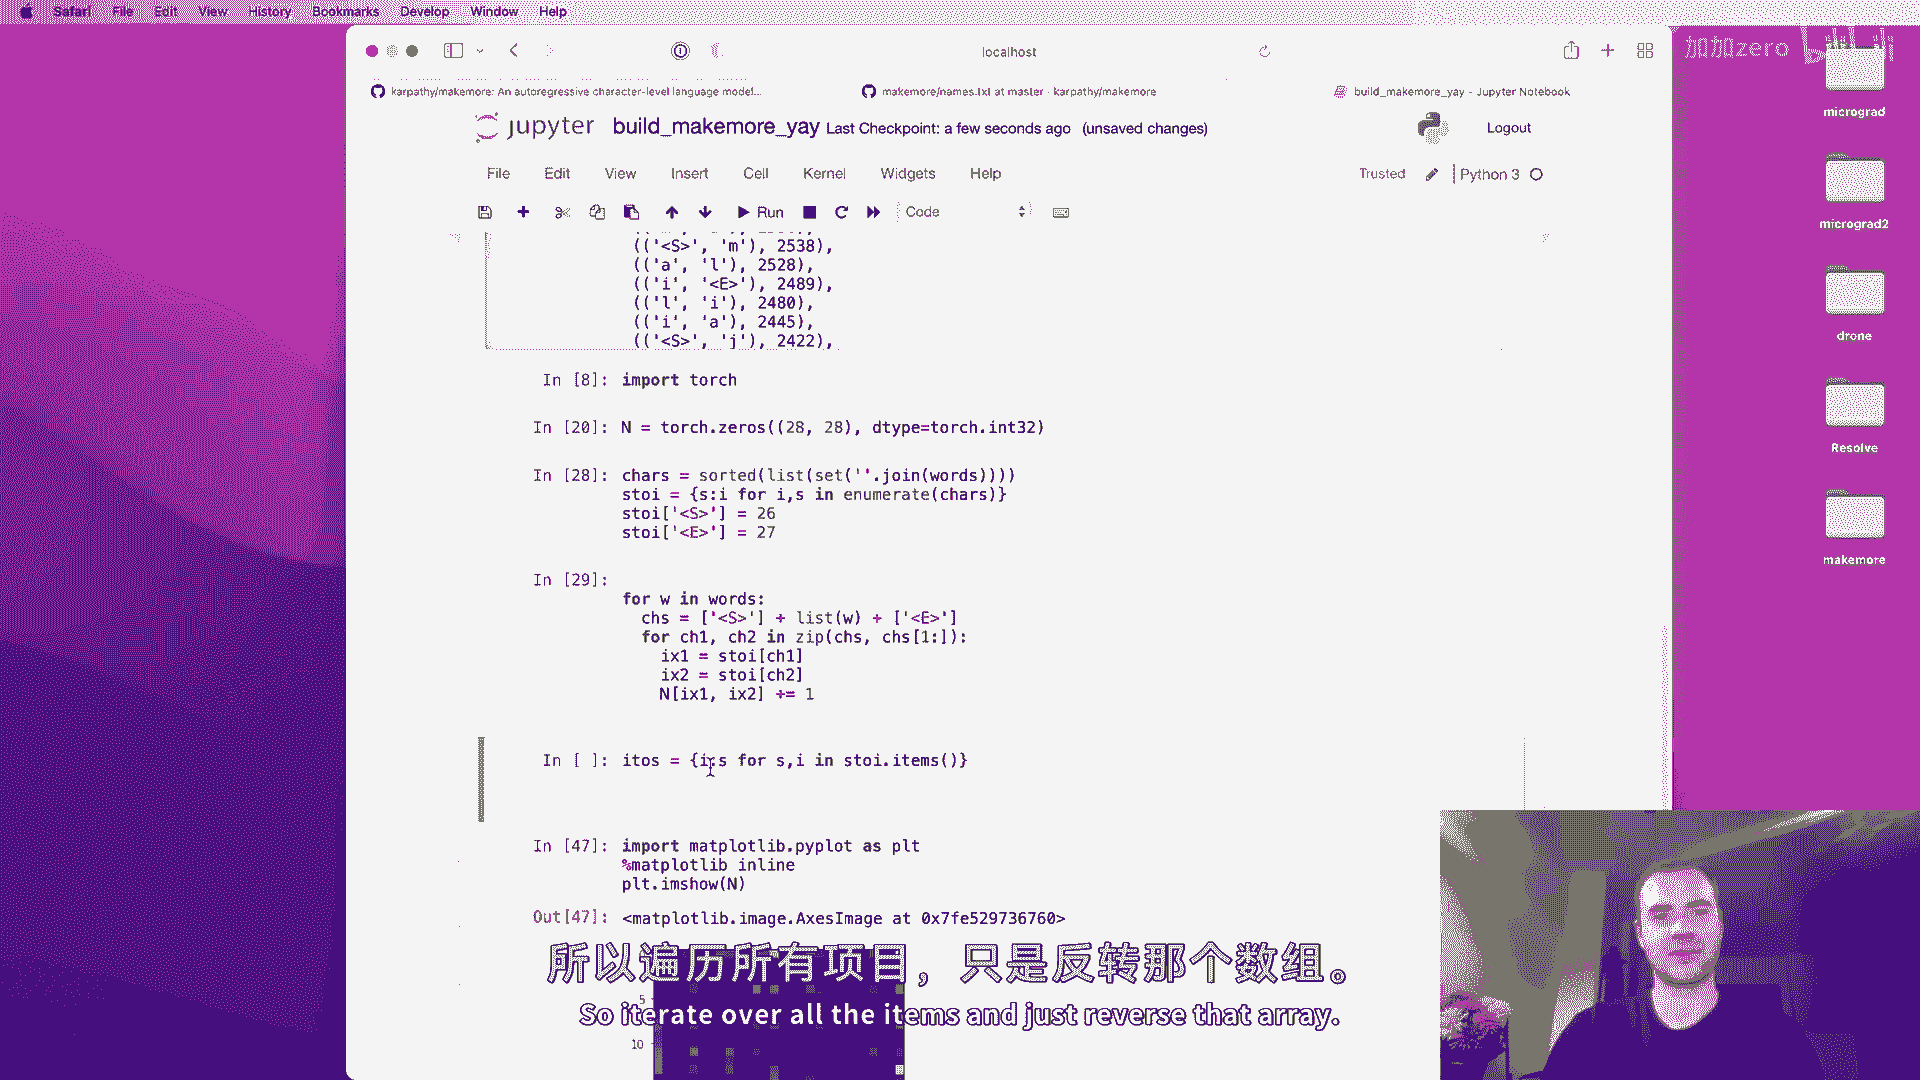 Safari File Edit View History Bookmarks Develop Window Help
localhost
加加zero
karpathy/makemore: An autoregressive character-level language model...
makemore/names.txt at master · karpathy/makemore
build_makemore_yay - Jupyter Notebook
jupyter build_makemore_yay Last Checkpoint: a few seconds ago (unsaved changes)
Logout
File Edit View Insert Cell Kernel Widgets Help
Trusted Python 3
Run Code
(('<S>', 'm'), 2538),
(('a', 'l'), 2528),
(('i', '<E>'), 2489),
(('l', 'i'), 2480),
(('i', 'a'), 2445),
(('<S>', 'j'), 2422),
In [8]: import torch
In [20]: N = torch.zeros((28, 28), dtype=torch.int32)
In [28]: chars = sorted(list(set(''.join(words))))
stoi = {s:i for i,s in enumerate(chars)}
stoi['<S>'] = 26
stoi['<E>'] = 27
In [29]:
for w in words:
chs = ['<S>'] + list(w) + ['<E>']
for ch1, ch2 in zip(chs, chs[1:]):
ix1 = stoi[ch1]
ix2 = stoi[ch2]
N[ix1, ix2] += 1
In [ ]: itos = {i:s for s,i in stoi.items()}
In [47]: import matplotlib.pyplot as plt
%matplotlib inline
plt.imshow(N)
Out[47]: <matplotlib.image.AxesImage at 0x7fe529736760>
5
10
所以遍历所有项目，只是反转那个数组。
So iterate over all the items and just reverse that array.
micrograd
micrograd2
drone
Resolve
makemore